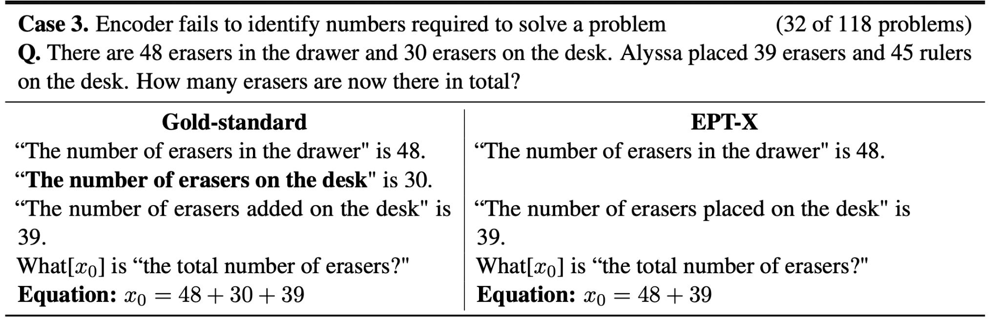 Case 3. Encoder fails to identify numbers required to solve a problem (32 of 118 problems)
Q. There are 48 erasers in the drawer and 30 erasers on the desk. Alyssa placed 39 erasers and 45 rulers
on the desk. How many erasers are now there in total?
Gold-standard
“The number of erasers in the drawer" is 48.
“The number of erasers on the desk" is 30.
“The number of erasers added on the desk" is
39.
What[x₀] is “the total number of erasers?"
Equation: x₀ = 48 + 30 + 39
EPT-X
“The number of erasers in the drawer" is 48.
“The number of erasers placed on the desk" is
39.
What[x₀] is “the total number of erasers?"
Equation: x₀ = 48 + 39